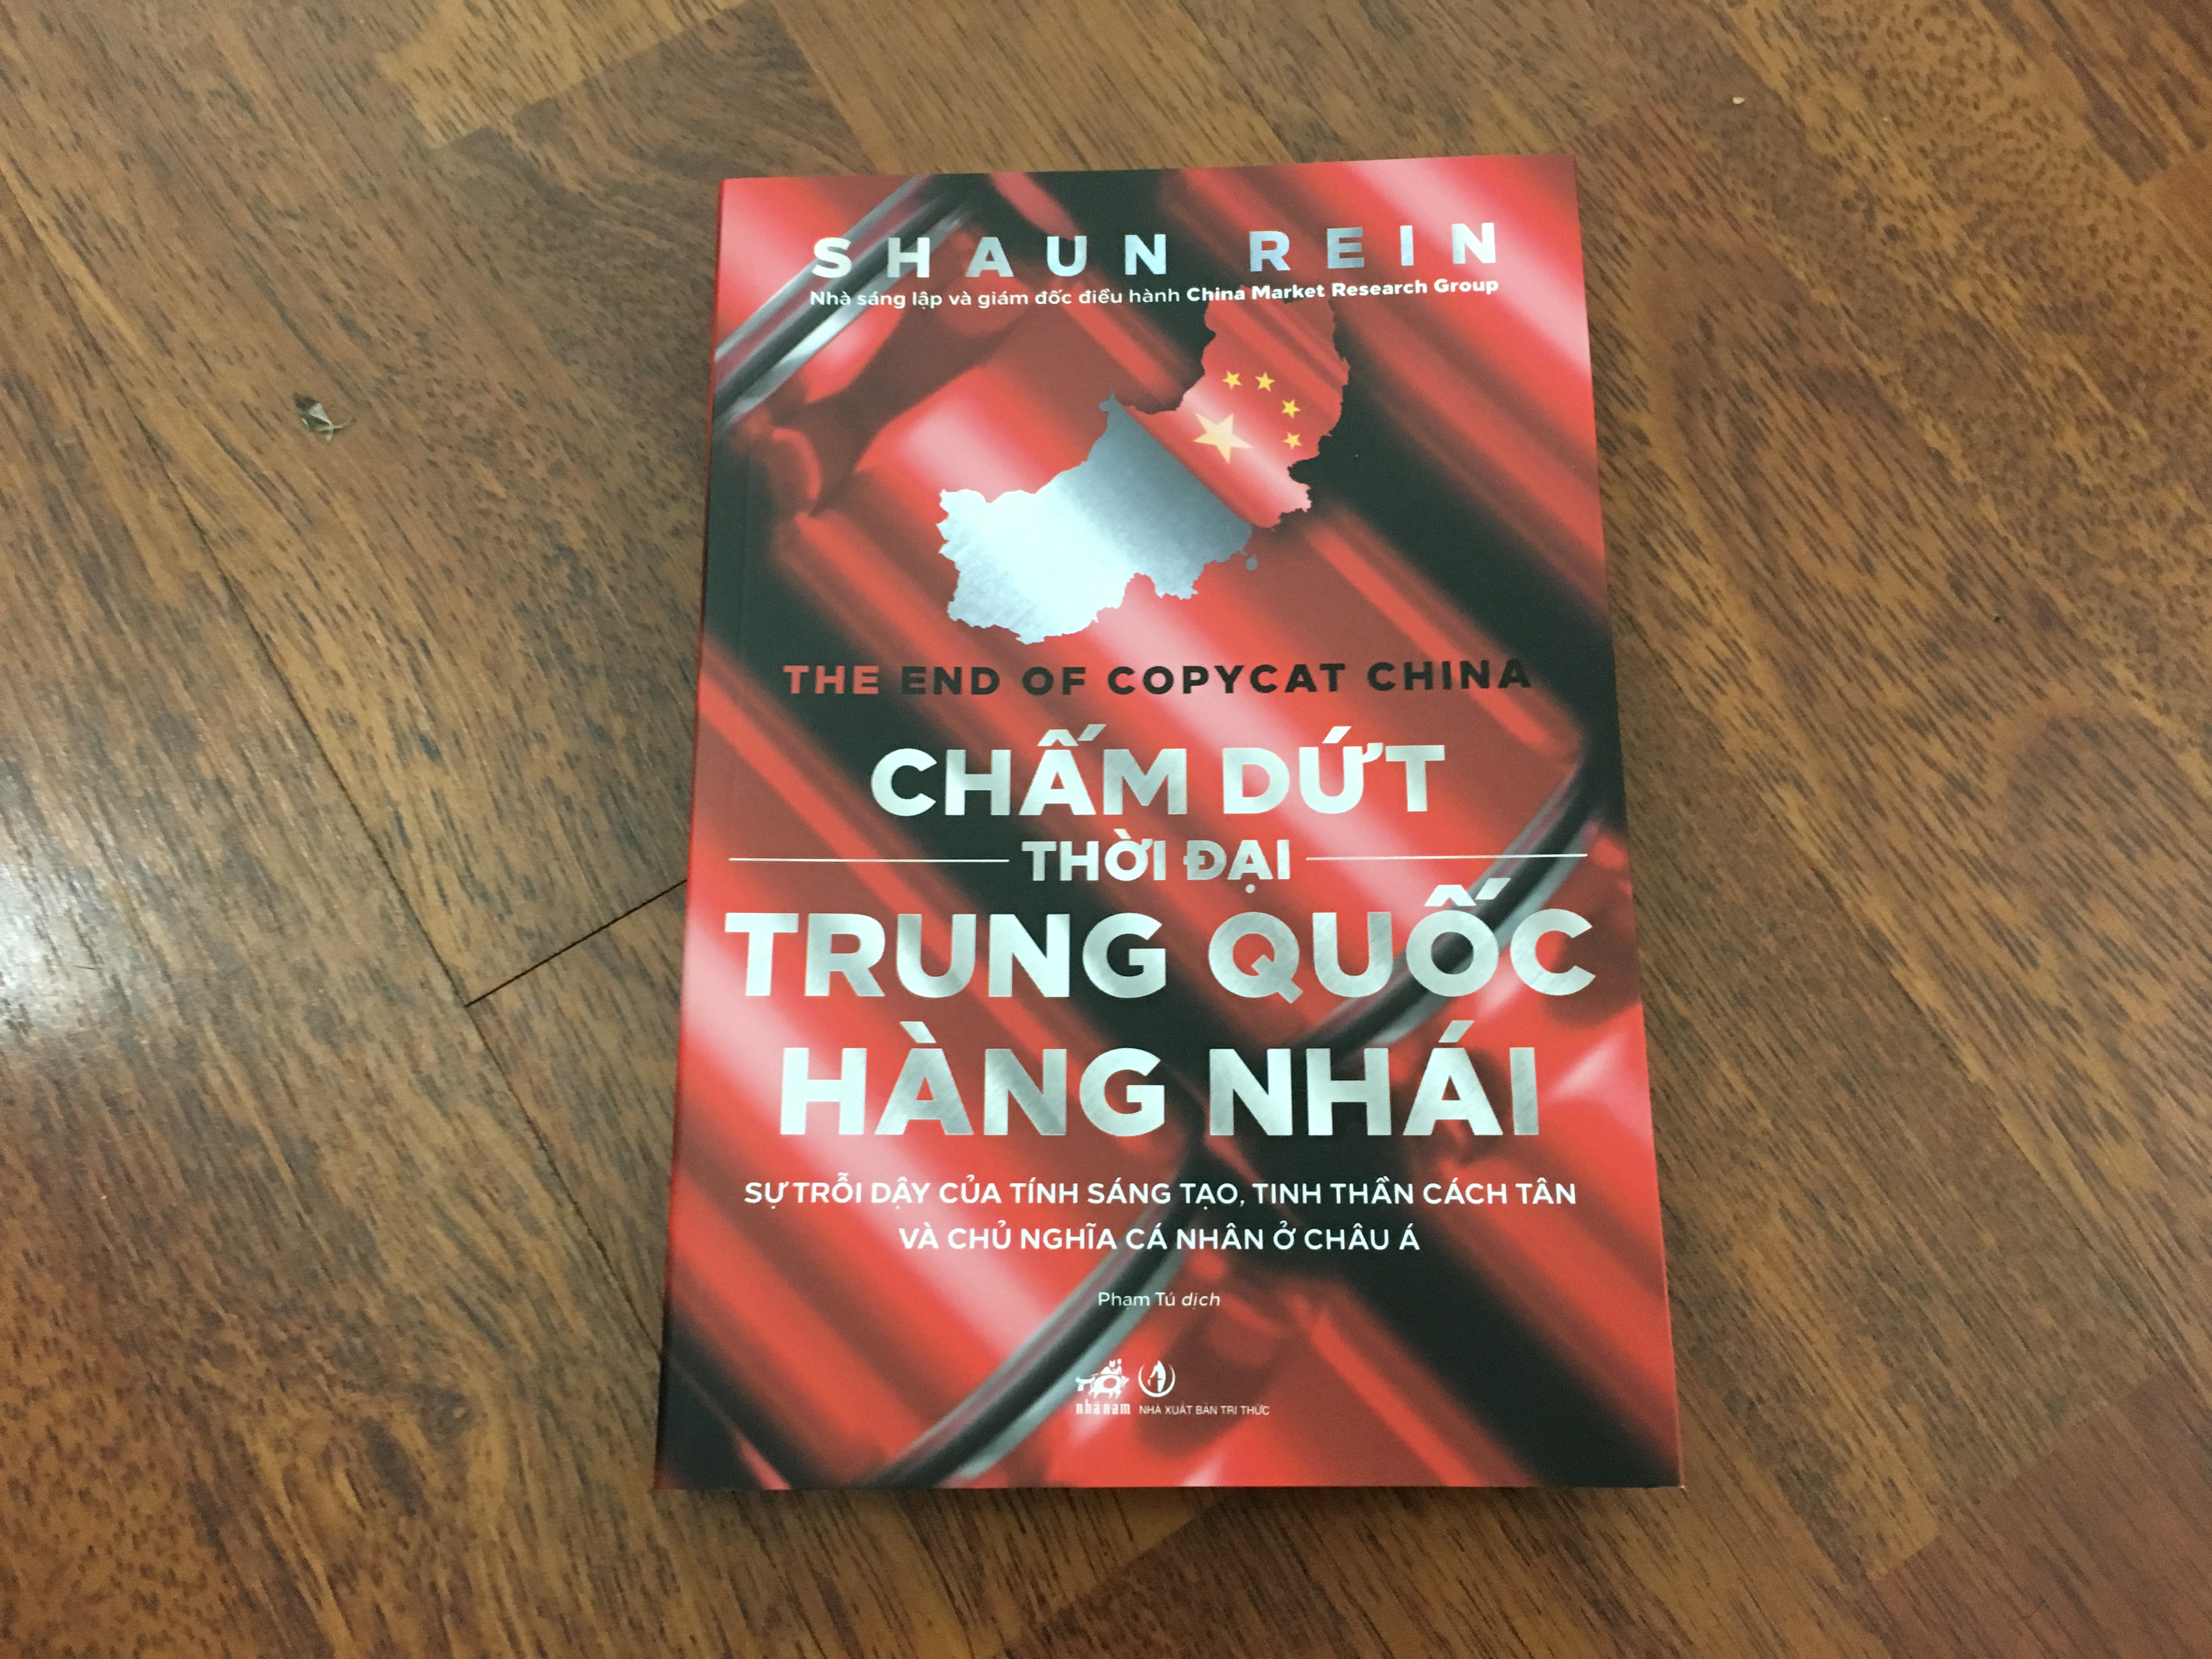 SHAUN REIN
Nhà sáng lập và giám đốc điều hành China Market Research Group
THE END OF COPYCAT CHINA
CHẤM DỨT
THỜI ĐẠI
TRUNG QUỐC
HÀNG NHÁI
SỰ TRỖI DẬY CỦA TÍNH SÁNG TẠO, TINH THẦN CÁCH TÂN
VÀ CHỦ NGHĨA CÁ NHÂN Ở CHÂU Á
Phạm Tú dịch
nhã nam NHÀ XUẤT BẢN TRI THỨC